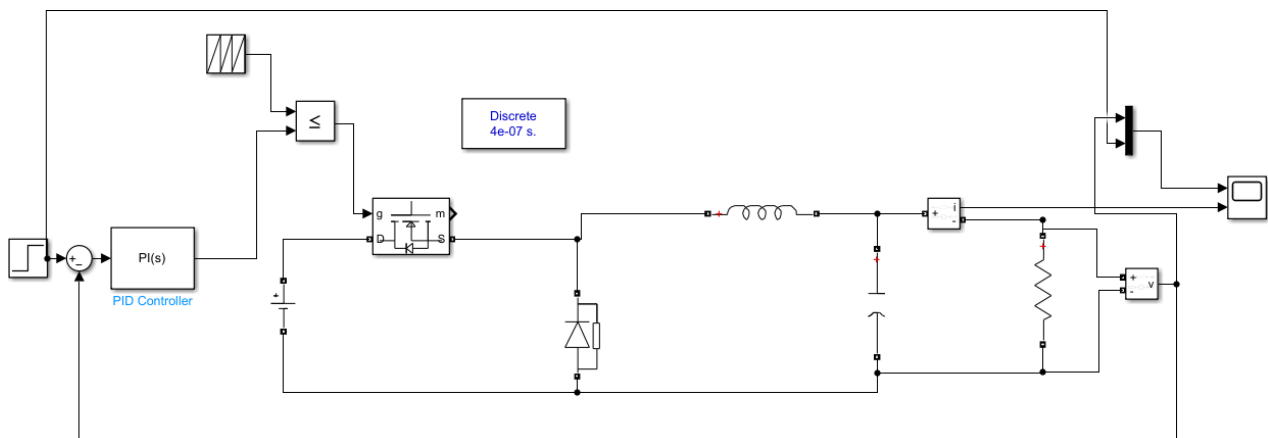 ≤
Discrete
4e-07 s.
g
m
D
S
+
i
-
+
-
PI(s)
PID Controller
+
+
v
-